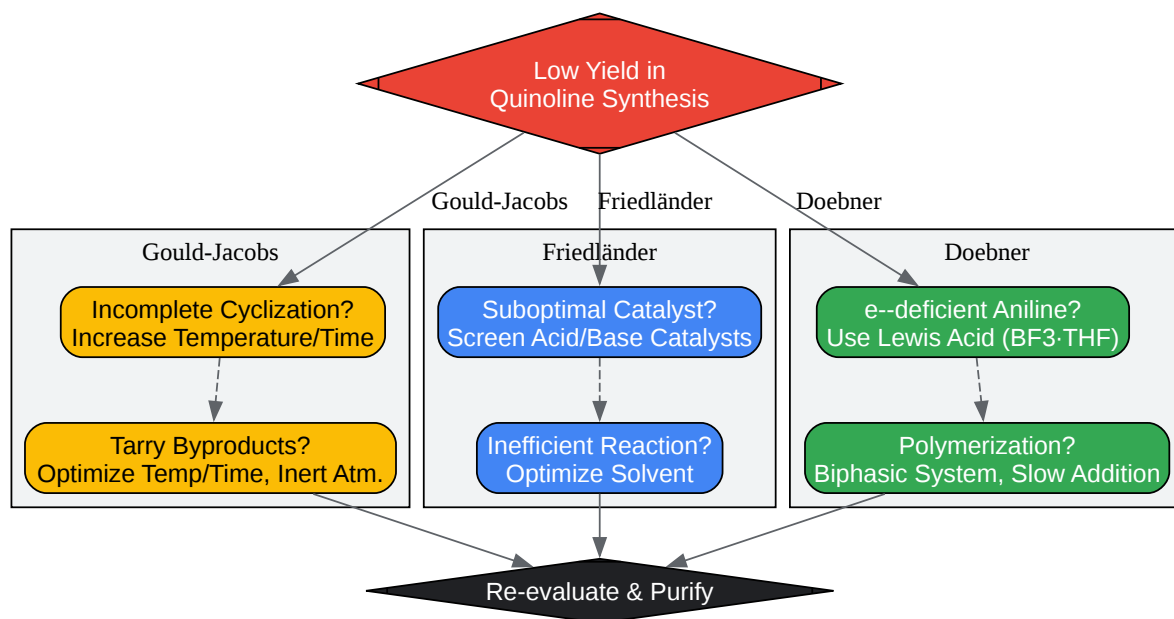 Low Yield in
Quinoline Synthesis
Gould-Jacobs
Friedländer
Doebner
Gould-Jacobs
Friedländer
Doebner
Incomplete Cyclization?
Increase Temperature/Time
Suboptimal Catalyst?
Screen Acid/Base Catalysts
e--deficient Aniline?
Use Lewis Acid (BF3·THF)
Tarry Byproducts?
Optimize Temp/Time, Inert Atm.
Inefficient Reaction?
Optimize Solvent
Polymerization?
Biphasic System, Slow Addition
Re-evaluate & Purify